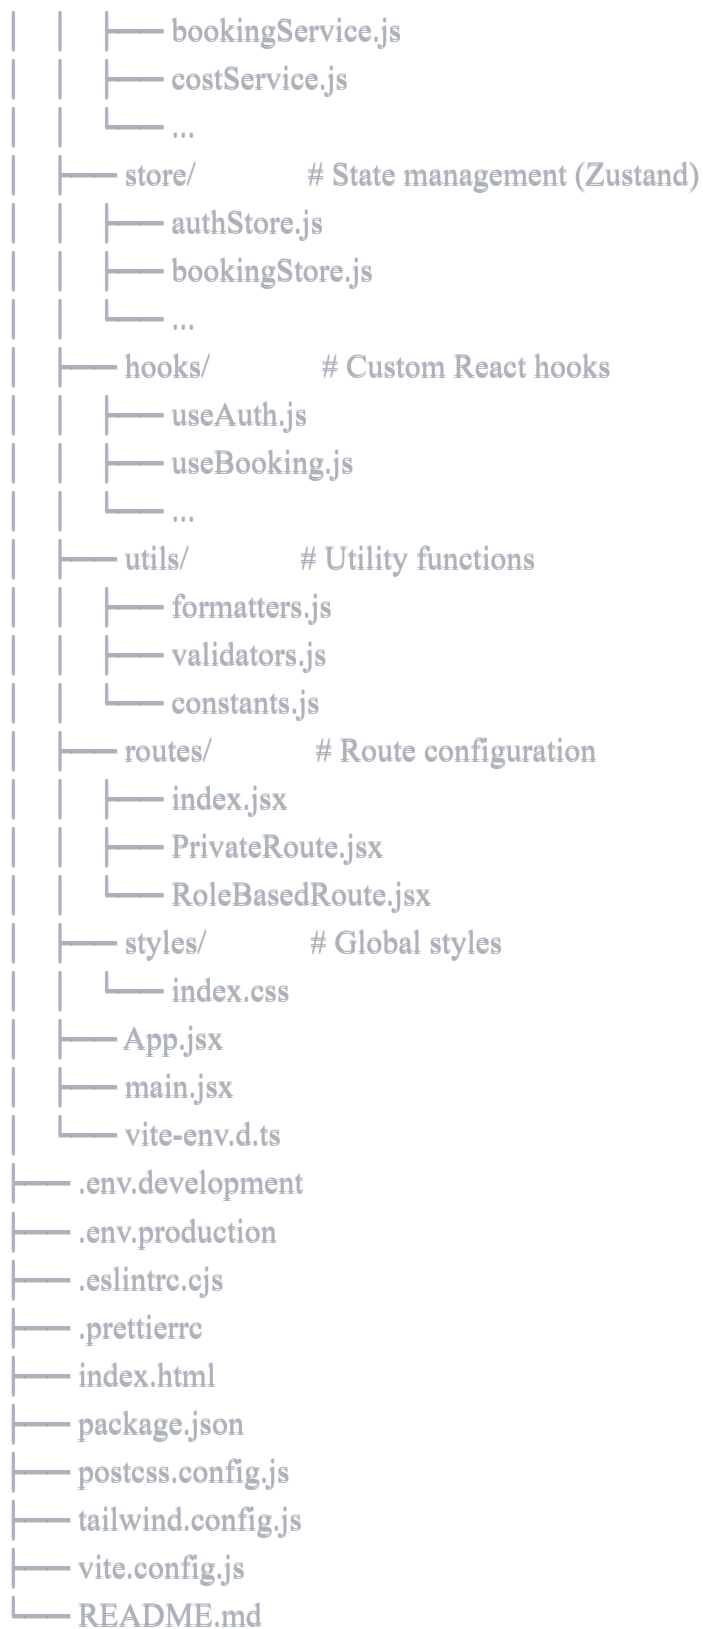 │   │   ├── bookingService.js
│   │   ├── costService.js
│   │   └── ...
│   ├── store/              # State management (Zustand)
│   │   ├── authStore.js
│   │   ├── bookingStore.js
│   │   └── ...
│   ├── hooks/              # Custom React hooks
│   │   ├── useAuth.js
│   │   ├── useBooking.js
│   │   └── ...
│   ├── utils/              # Utility functions
│   │   ├── formatters.js
│   │   ├── validators.js
│   │   └── constants.js
│   ├── routes/             # Route configuration
│   │   ├── index.jsx
│   │   ├── PrivateRoute.jsx
│   │   └── RoleBasedRoute.jsx
│   ├── styles/             # Global styles
│   │   └── index.css
│   ├── App.jsx
│   ├── main.jsx
│   └── vite-env.d.ts
├── .env.development
├── .env.production
├── .eslintrc.cjs
├── .prettierrc
├── index.html
├── package.json
├── postcss.config.js
├── tailwind.config.js
├── vite.config.js
└── README.md